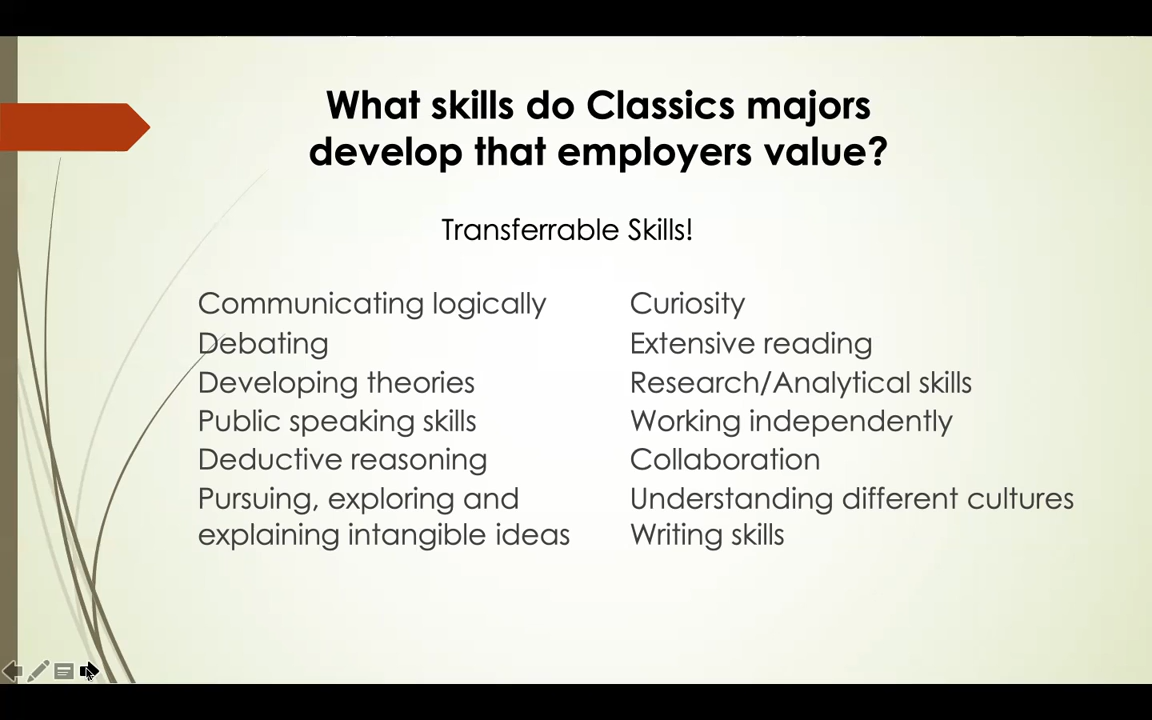 What skills do Classics majors
develop that employers value?
Transferrable Skills!
Communicating logically
Debating
Developing theories
Public speaking skills
Deductive reasoning
Pursuing, exploring and
explaining intangible ideas
Curiosity
Extensive reading
Research/Analytical skills
Working independently
Collaboration
Understanding different cultures
Writing skills